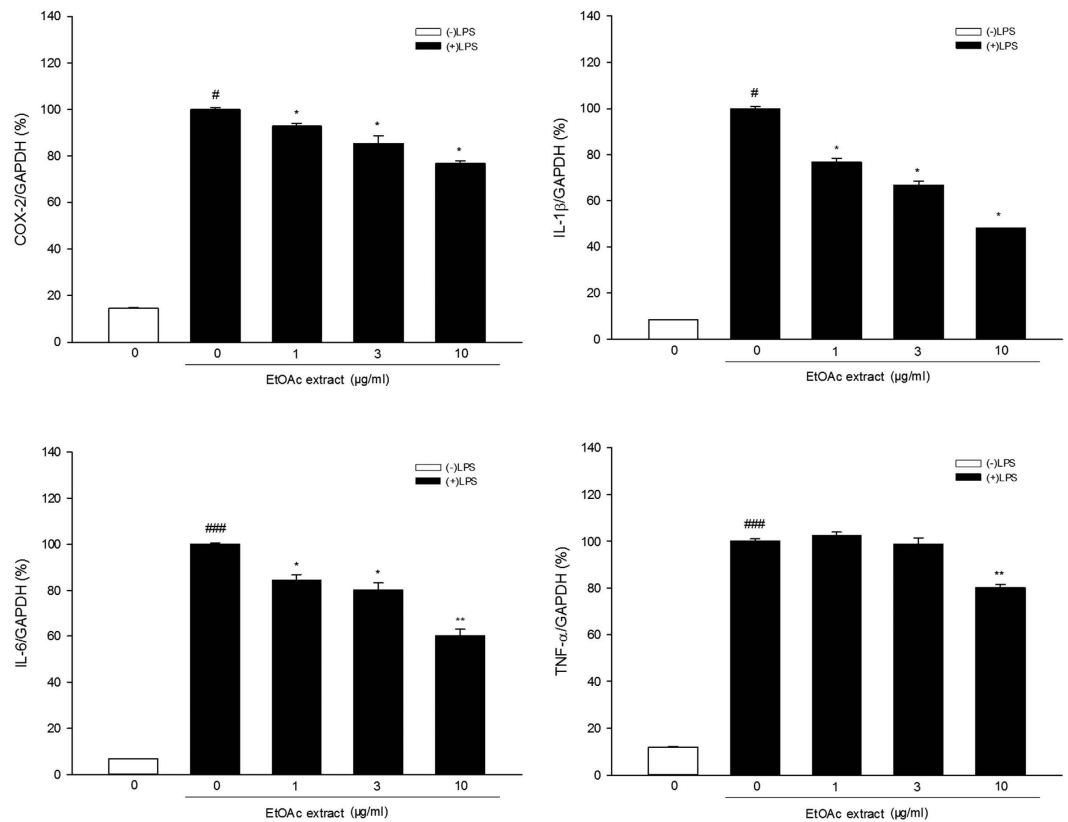 140
120
100
80
60
40
20
0
COX-2/GAPDH (%)
(-)LPS
(+)LPS
#
*
*
*
0 0 1 3 10
EtOAc extract (µg/ml)
140
120
100
80
60
40
20
0
IL-1β/GAPDH (%)
(-)LPS
(+)LPS
#
*
*
*
0 0 1 3 10
EtOAc extract (µg/ml)
140
120
100
80
60
40
20
0
IL-6/GAPDH (%)
(-)LPS
(+)LPS
###
*
*
**
0 0 1 3 10
EtOAc extract (µg/ml)
140
120
100
80
60
40
20
0
TNF-α/GAPDH (%)
(-)LPS
(+)LPS
###
**
0 0 1 3 10
EtOAc extract (µg/ml)